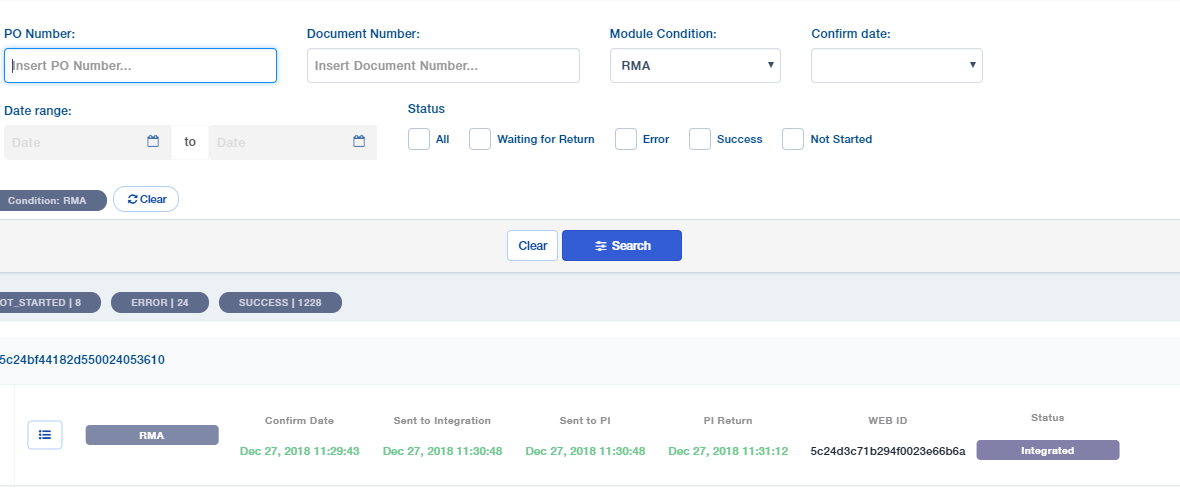 PO Number: Document Number: Module Condition: Confirm date:
Insert PO Number... Insert Document Number... RMA
Date range: Status
Date to Date All Waiting for Return Error Success Not Started
Condition: RMA Clear
Clear Search
OT_STARTED | 8 ERROR | 24 SUCCESS | 1228
5c24bf44182d550024053610
Confirm Date Sent to Integration Sent to PI PI Return WEB ID Status
RMA Dec 27, 2018 11:29:43 Dec 27, 2018 11:30:48 Dec 27, 2018 11:30:48 Dec 27, 2018 11:31:12 5c24d3c71b294f0023e66b6a Integrated